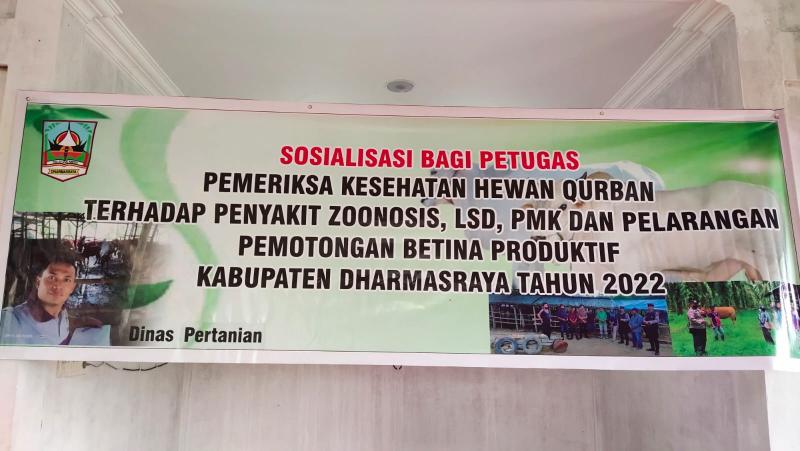 DHARMASRAYA
SOSIALISASI BAGI PETUGAS
PEMERIKSA KESEHATAN HEWAN QURBAN
TERHADAP PENYAKIT ZOONOSIS, LSD, PMK DAN PELARANGAN
PEMOTONGAN BETINA PRODUKTIF
KABUPATEN DHARMASRAYA TAHUN 2022
Dinas Pertanian